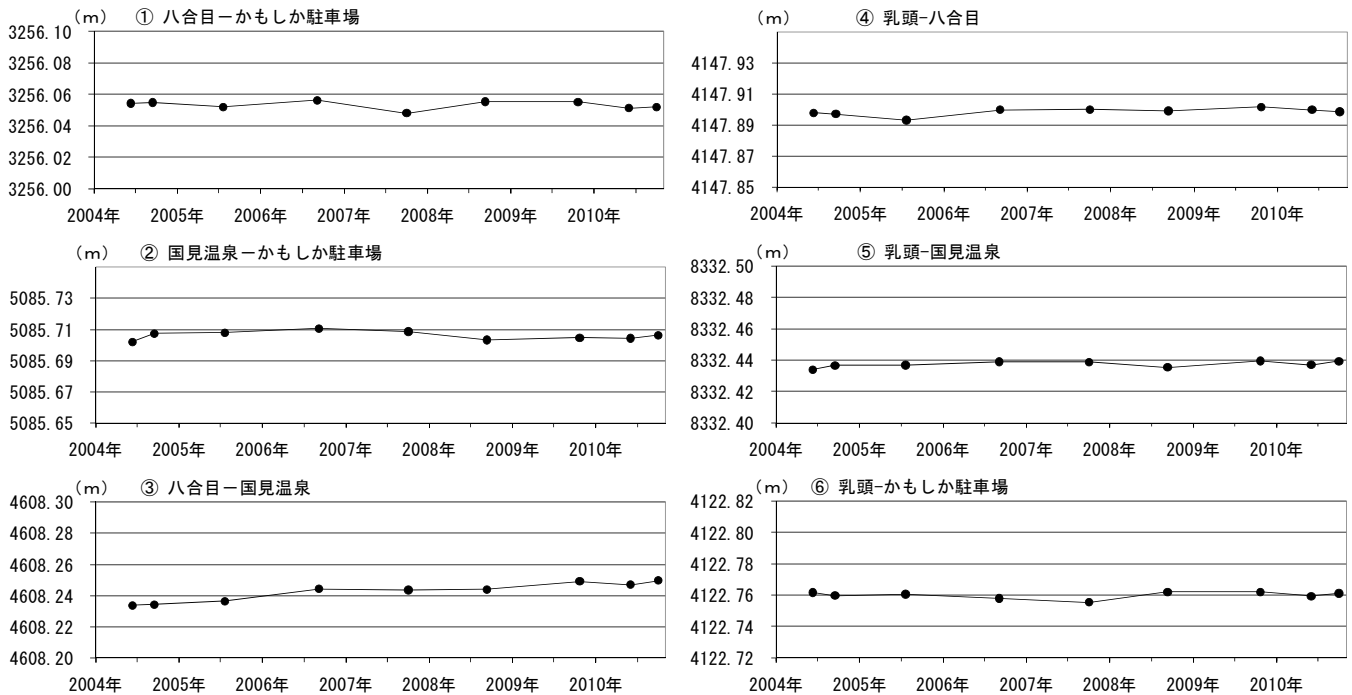 (m) ① 八合目－かもしか駐車場
3256.10
3256.08
3256.06
3256.04
3256.02
3256.00
2004年 2005年 2006年 2007年 2008年 2009年 2010年
(m) ② 国見温泉－かもしか駐車場
5085.73
5085.71
5085.69
5085.67
5085.65
2004年 2005年 2006年 2007年 2008年 2009年 2010年
(m) ③ 八合目－国見温泉
4608.30
4608.28
4608.26
4608.24
4608.22
4608.20
2004年 2005年 2006年 2007年 2008年 2009年 2010年
(m) ④ 乳頭-八合目
4147.93
4147.91
4147.89
4147.87
4147.85
2004年 2005年 2006年 2007年 2008年 2009年 2010年
(m) ⑤ 乳頭-国見温泉
8332.50
8332.48
8332.46
8332.44
8332.42
8332.40
2004年 2005年 2006年 2007年 2008年 2009年 2010年
(m) ⑥ 乳頭-かもしか駐車場
4122.82
4122.80
4122.78
4122.76
4122.74
4122.72
2004年 2005年 2006年 2007年 2008年 2009年 2010年